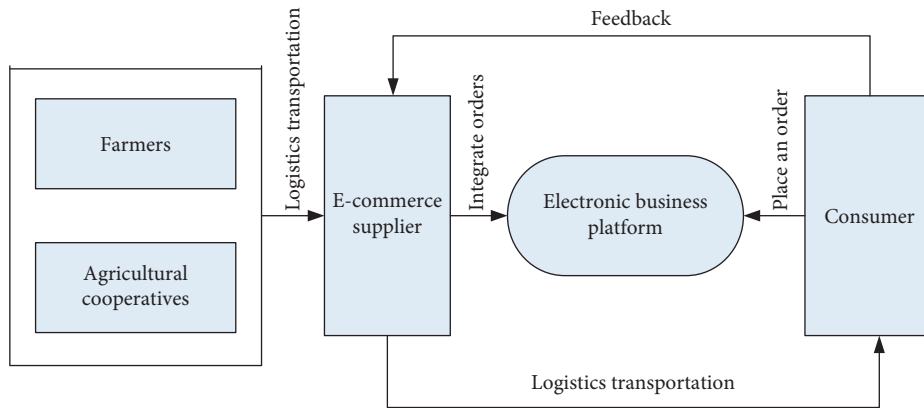 Feedback
Farmers
Agricultural
cooperatives
Logistics transportation
E-commerce
supplier
Integrate orders
Electronic business
platform
Place an order
Consumer
Logistics transportation